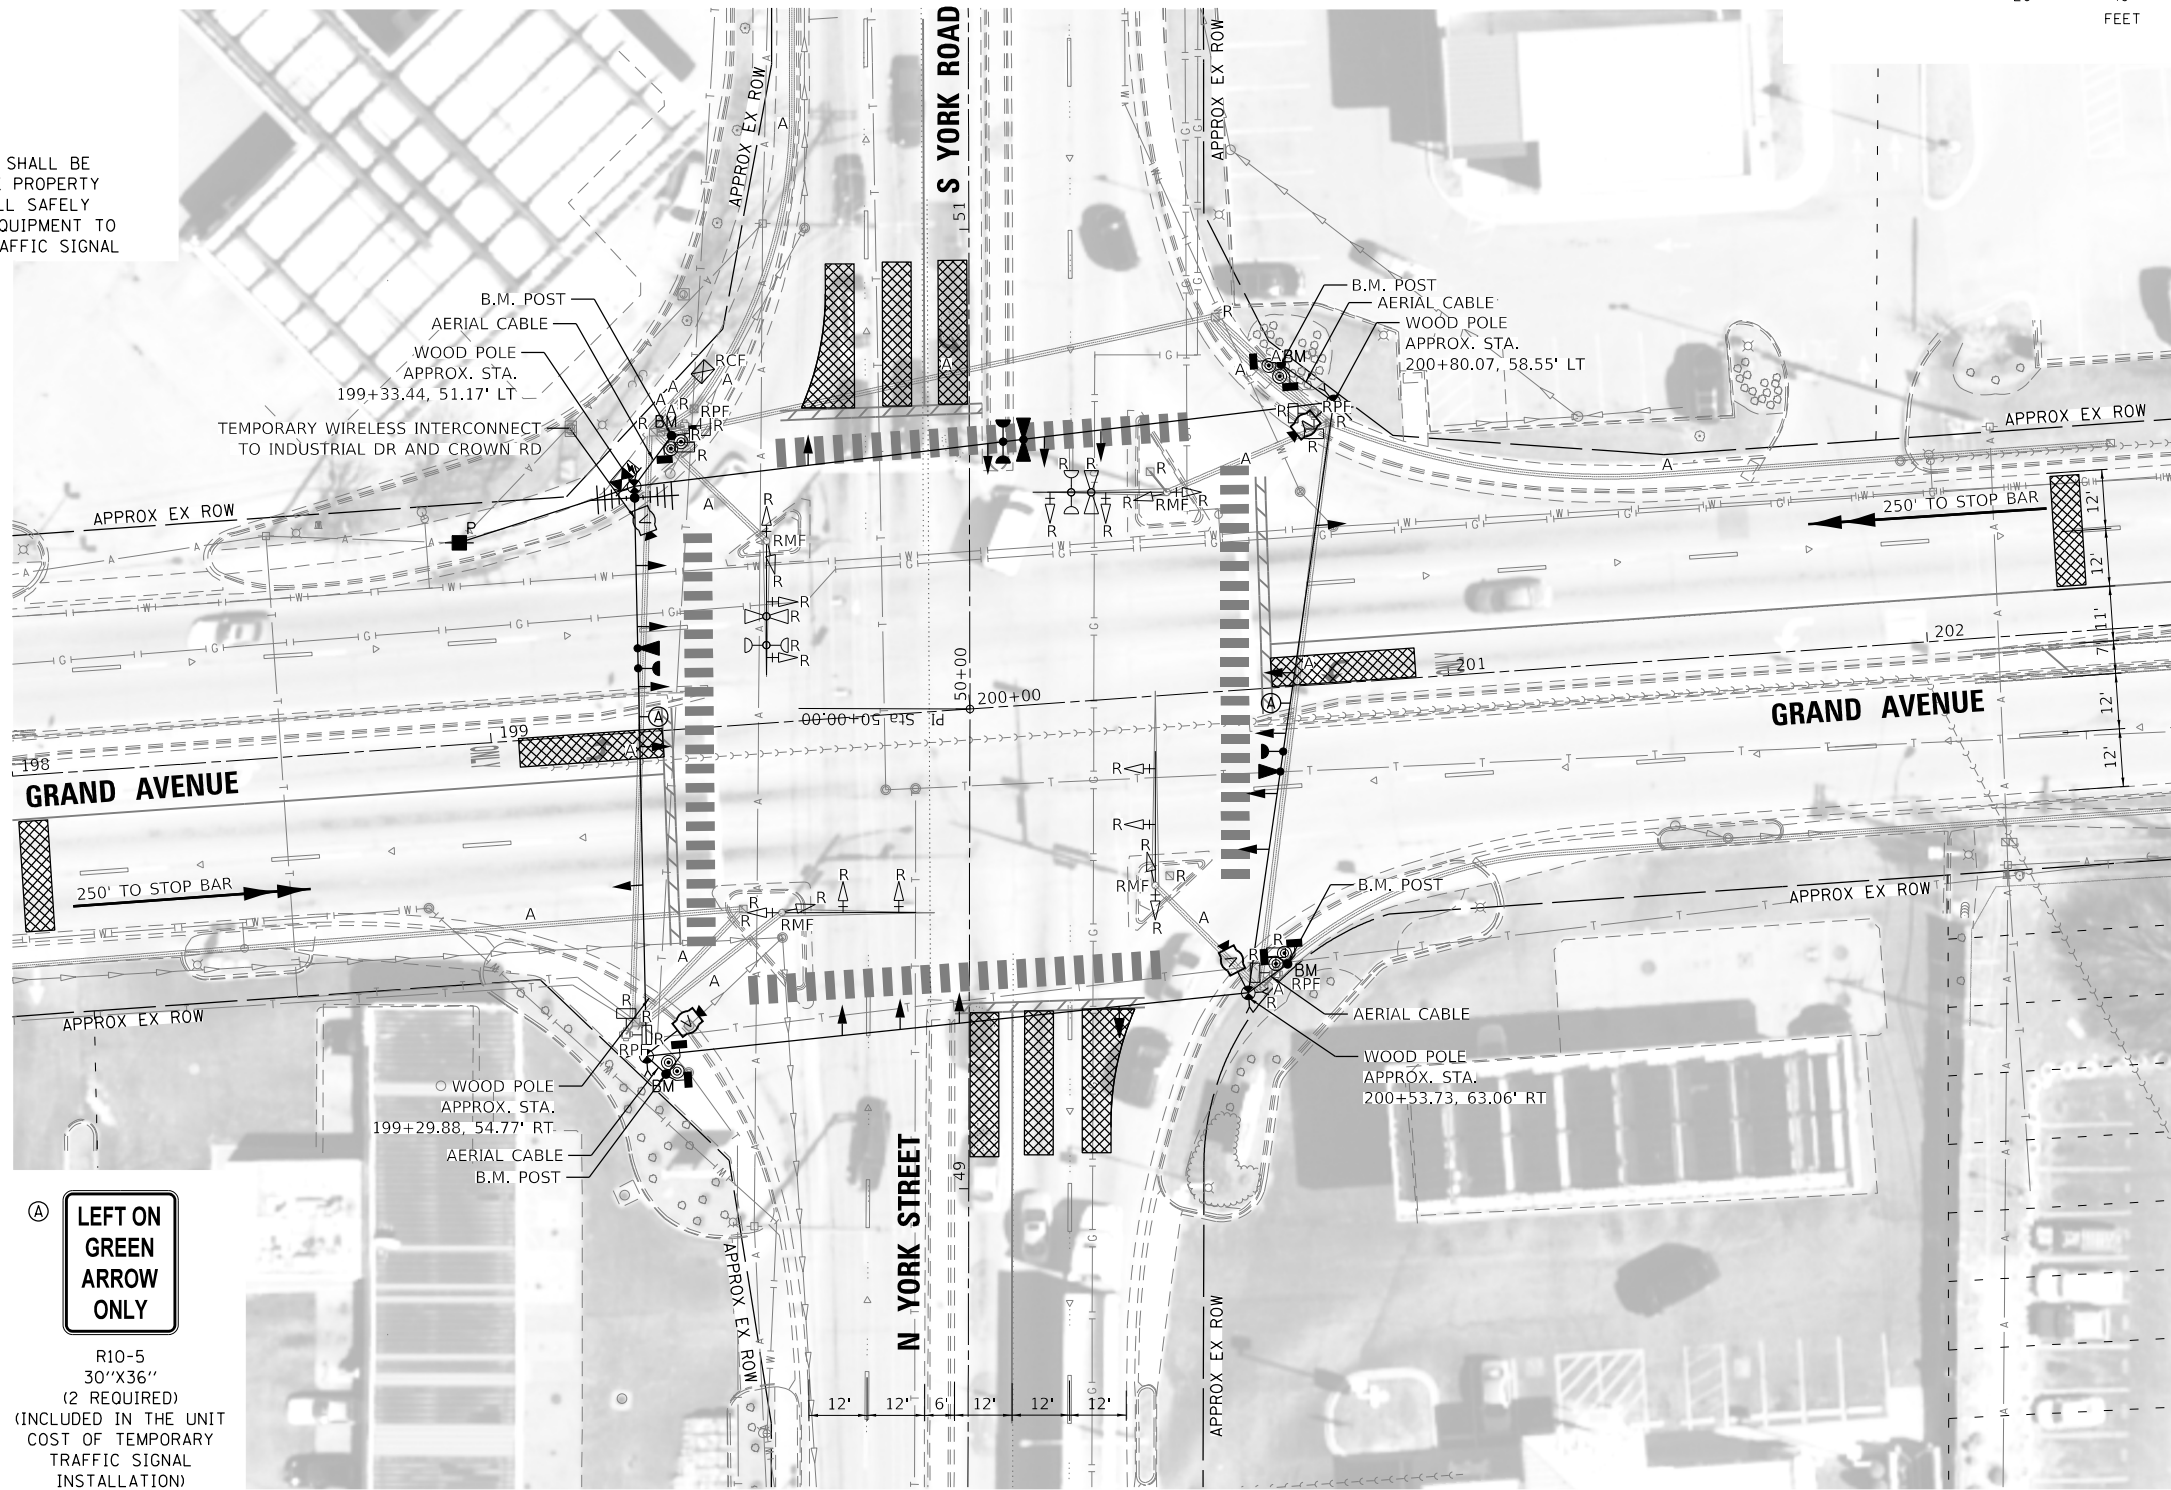 FEET
SHALL BE
PROPERTY
SAFELY
QUIPMENT TO
AFFIC SIGNAL
S YORK ROAD
APPROX EX ROW
APPROX EX ROW
51
B.M. POST
AERIAL CABLE
WOOD POLE
APPROX. STA.
199+33.44, 51.17' LT
TEMPORARY WIRELESS INTERCONNECT
TO INDUSTRIAL DR AND CROWN RD
B.M. POST
AERIAL CABLE
WOOD POLE
APPROX. STA.
200+80.07, 58.55' LT
RCF
RPF
BM
R
A
ABM
RPF
R
APPROX EX ROW
APPROX EX ROW
250' TO STOP BAR
12'
12'
11'
7'
12'
12'
RMF
RMF
R
R
50+00
200+00
PI Sta 50+00.00
198
199
201
202
GRAND AVENUE
GRAND AVENUE
250' TO STOP BAR
A
A
RMF
RMF
R
R
APPROX EX ROW
APPROX EX ROW
B.M. POST
BM
RPF
AERIAL CABLE
WOOD POLE
APPROX. STA.
200+53.73, 63.06' RT
RPF
BM
WOOD POLE
APPROX. STA.
199+29.88, 54.77' RT
AERIAL CABLE
B.M. POST
N YORK STREET
49
APPROX EX ROW
APPROX EX ROW
12'
12'
6'
12'
12'
12'
A
LEFT ON
GREEN
ARROW
ONLY
R10-5
30''X36''
(2 REQUIRED)
(INCLUDED IN THE UNIT
COST OF TEMPORARY
TRAFFIC SIGNAL
INSTALLATION)